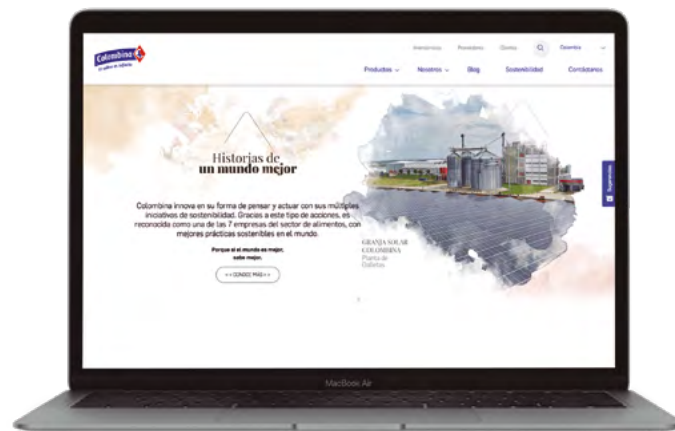 Colombina
Inversionistas Proveedores Clientes Colombina
Productos Nosotros Blog Sostenibilidad Contáctanos
Historias de
un mundo mejor
Colombina innova en su forma de pensar y actuar con sus múltiples
iniciativas de sostenibilidad. Gracias a este tipo de acciones, es
reconocida como una de las 7 empresas del sector de alimentos, con
mejores prácticas sostenibles en el mundo.
Porque si el mundo es mejor,
sabe mejor.
<< CONOCE MÁS >>
GRANJA SOLAR
COLOMBINA
Planta de
Galletas
Sugerencias
MacBook Air